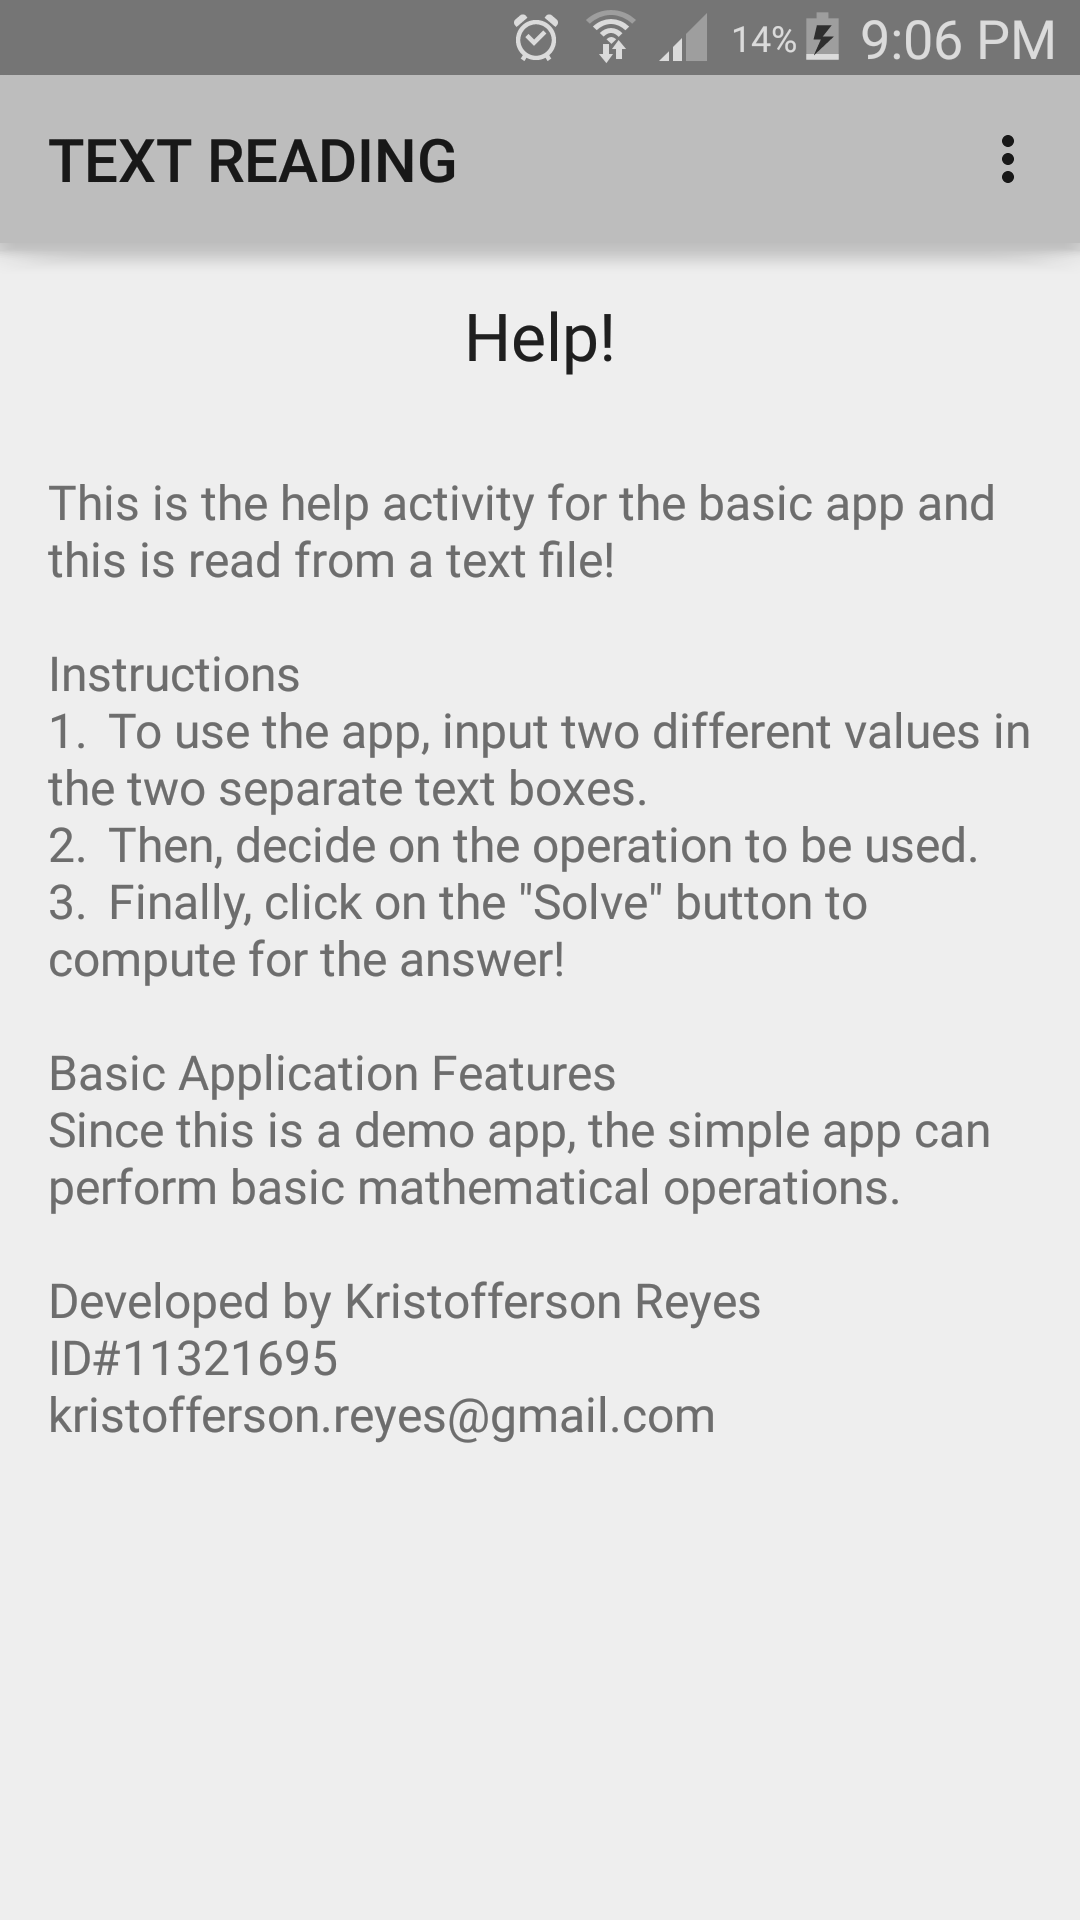 14% 9:06 PM
TEXT READING
Help!
This is the help activity for the basic app and
this is read from a text file!
Instructions
1.  To use the app, input two different values in
the two separate text boxes.
2.  Then, decide on the operation to be used.
3.  Finally, click on the "Solve" button to
compute for the answer!
Basic Application Features
Since this is a demo app, the simple app can
perform basic mathematical operations.
Developed by Kristofferson Reyes
ID#11321695
kristofferson.reyes@gmail.com